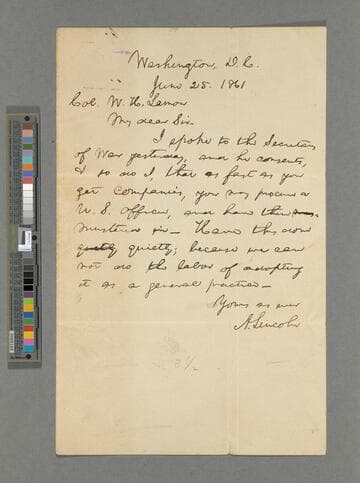 Washington, D.C.
June 25. 1861
Col. W. H. Lamon
My dear Sir.
I spoke to the Secretary
of War yesterday, and he consents,
& so do I, that as fast as you
get Companies, you may procure a
U.S. officer, and have them
mustered in— Have this done
quietly quietly; because we can
not do the labor of adopting
it as a general practice—
Yours as ever
A. Lincoln